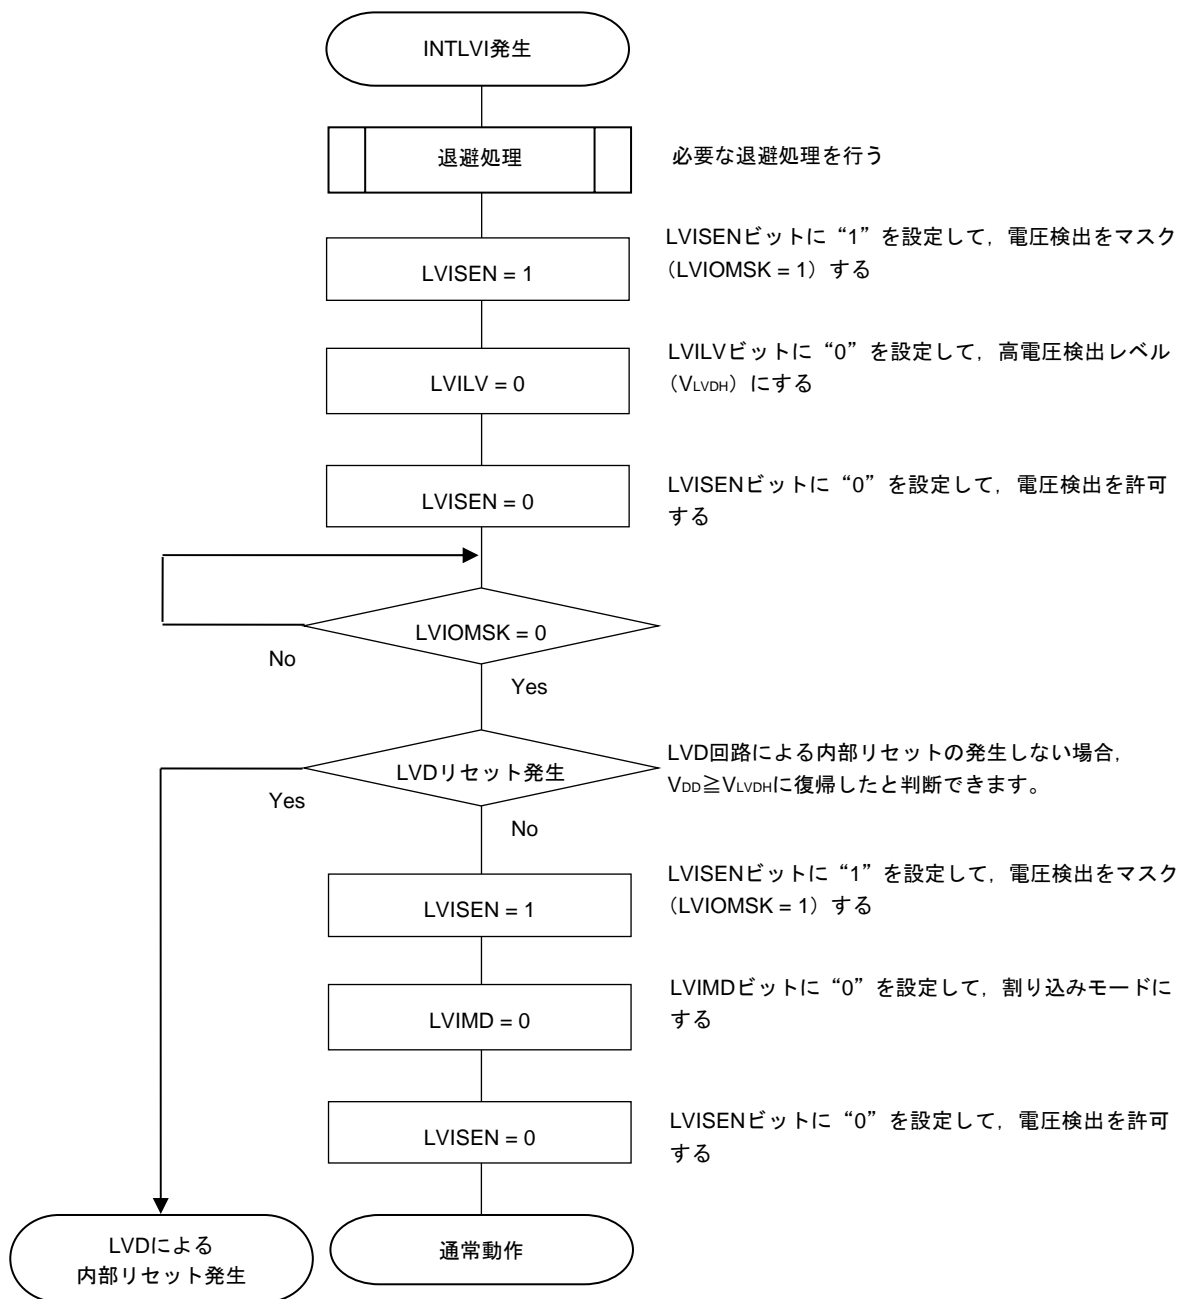 INTLVI発生
退避処理
必要な退避処理を行う
LVISENビットに“1”を設定して，電圧検出をマスク
（LVIOMSK = 1）する
LVISEN = 1
LVILVビットに“0”を設定して，高電圧検出レベル
（VLVDH）にする
LVILV = 0
LVISENビットに“0”を設定して，電圧検出を許可
する
LVISEN = 0
LVIOMSK = 0
No
Yes
LVD回路による内部リセットの発生しない場合，
VDD≧VLVDHに復帰したと判断できます。
LVDリセット発生
Yes
No
LVISENビットに“1”を設定して，電圧検出をマスク
（LVIOMSK = 1）する
LVISEN = 1
LVIMDビットに“0”を設定して，割り込みモードに
する
LVIMD = 0
LVISENビットに“0”を設定して，電圧検出を許可
する
LVISEN = 0
LVDによる
内部リセット発生
通常動作